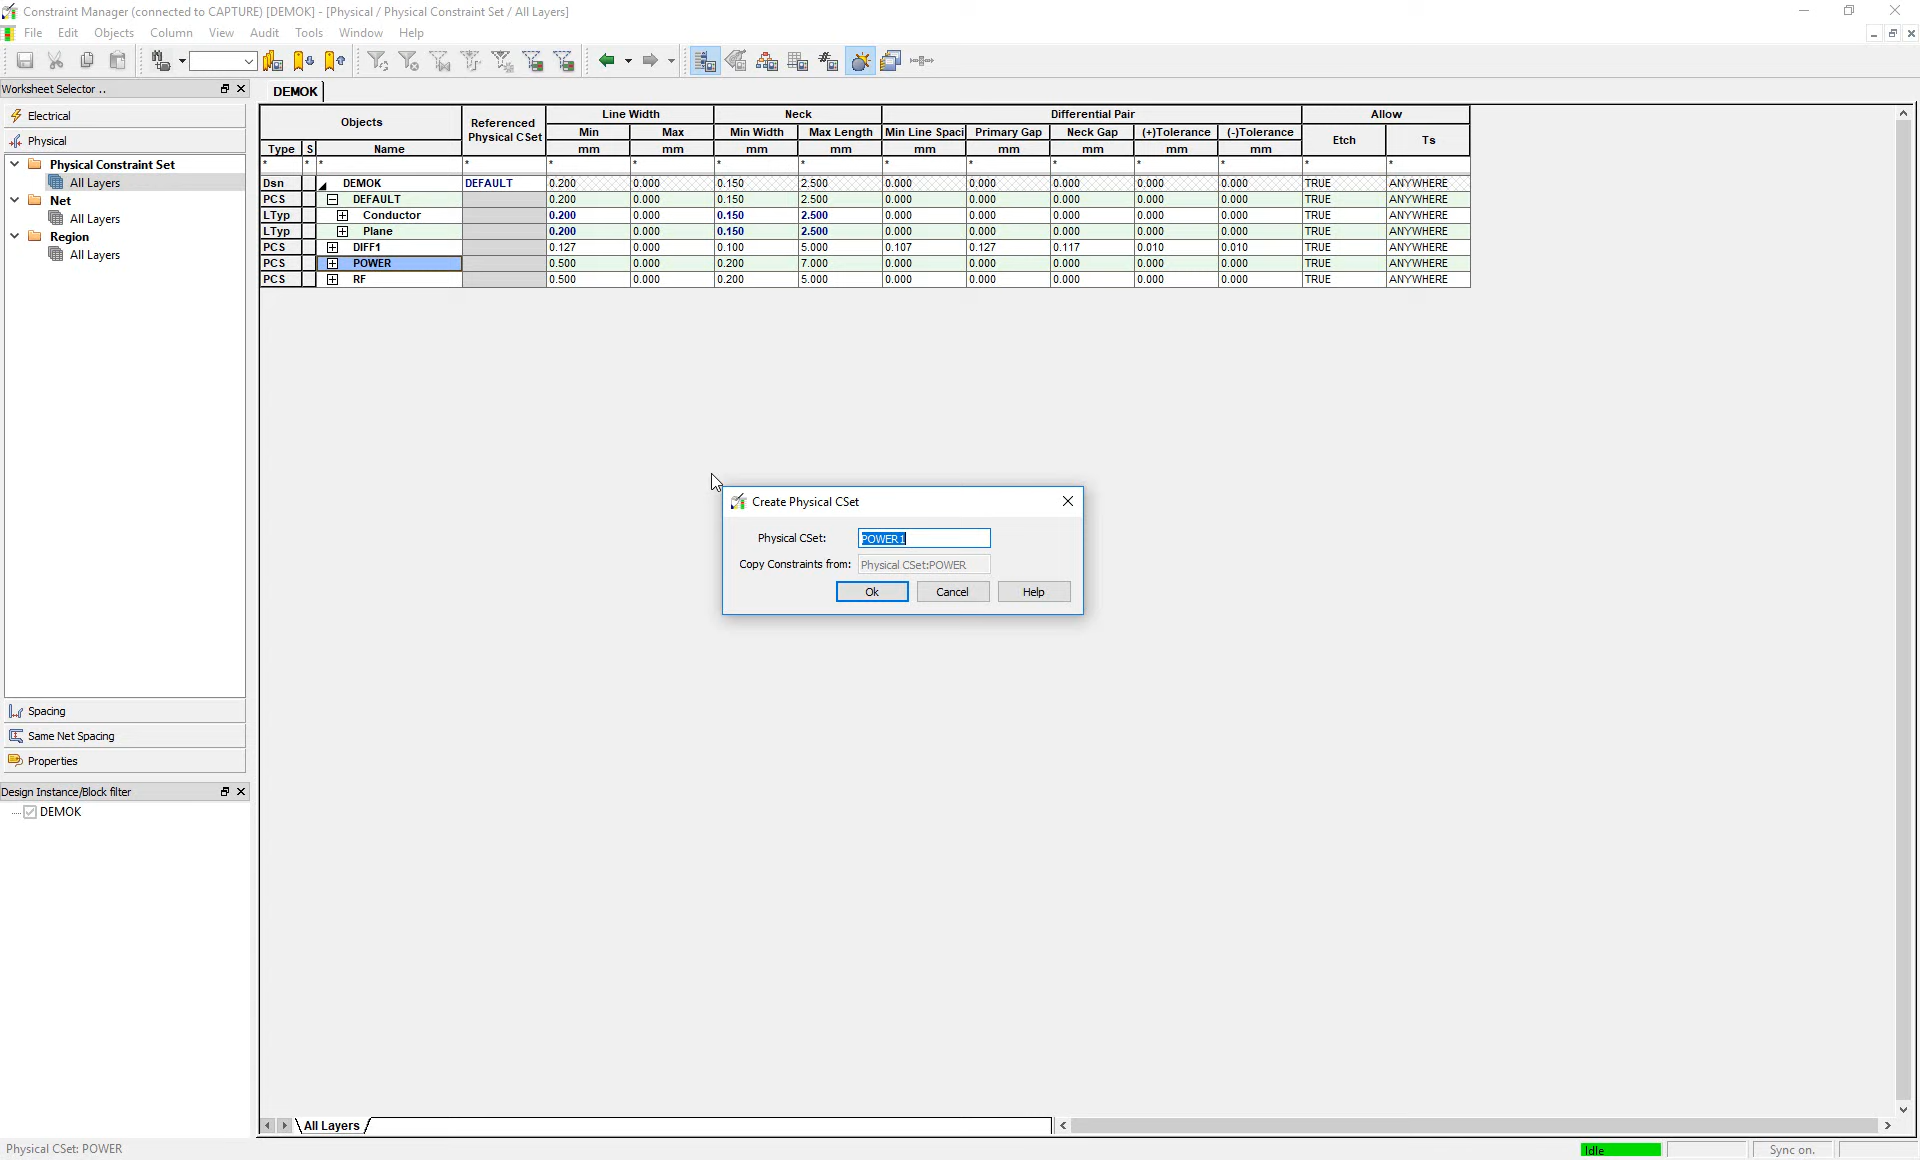 Constraint Manager (connected to CAPTURE) [DEMOK] - [Physical / Physical Constraint Set / All Layers]
File Edit Objects Column View Audit Tools Window Help
Worksheet Selector ..
DEMOK
Electrical
Physical
Physical Constraint Set
All Layers
Net
All Layers
Region
All Layers
Spacing
Same Net Spacing
Properties
Design Instance/Block filter
DEMOK
Objects Referenced Physical CSet Line Width Neck Differential Pair Allow
Min Max Min Width Max Length Min Line Spaci Primary Gap Neck Gap (+)Tolerance (-)Tolerance Etch Ts
Type S Name mm mm mm mm mm mm mm mm mm
* * * * * * * * * * * * * * *
Dsn DEMOK DEFAULT 0.200 0.000 0.150 2.500 0.000 0.000 0.000 0.000 0.000 TRUE ANYWHERE
PCS DEFAULT 0.200 0.000 0.150 2.500 0.000 0.000 0.000 0.000 0.000 TRUE ANYWHERE
LTyp Conductor 0.200 0.000 0.150 2.500 0.000 0.000 0.000 0.000 0.000 TRUE ANYWHERE
LTyp Plane 0.200 0.000 0.150 2.500 0.000 0.000 0.000 0.000 0.000 TRUE ANYWHERE
PCS DIFF1 0.127 0.000 0.100 5.000 0.107 0.127 0.117 0.010 0.010 TRUE ANYWHERE
PCS POWER 0.500 0.000 0.200 7.000 0.000 0.000 0.000 0.000 0.000 TRUE ANYWHERE
PCS RF 0.500 0.000 0.200 5.000 0.000 0.000 0.000 0.000 0.000 TRUE ANYWHERE
Create Physical CSet
Physical CSet: POWER1
Copy Constraints from: Physical CSet:POWER
Ok Cancel Help
All Layers
Physical CSet: POWER
Idle
Sync on.